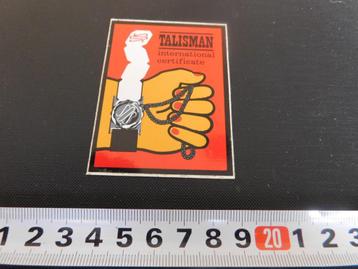 TALISMAN
international
certificate
1 2 3 4 5 6 7 8 9 20 1 2 3